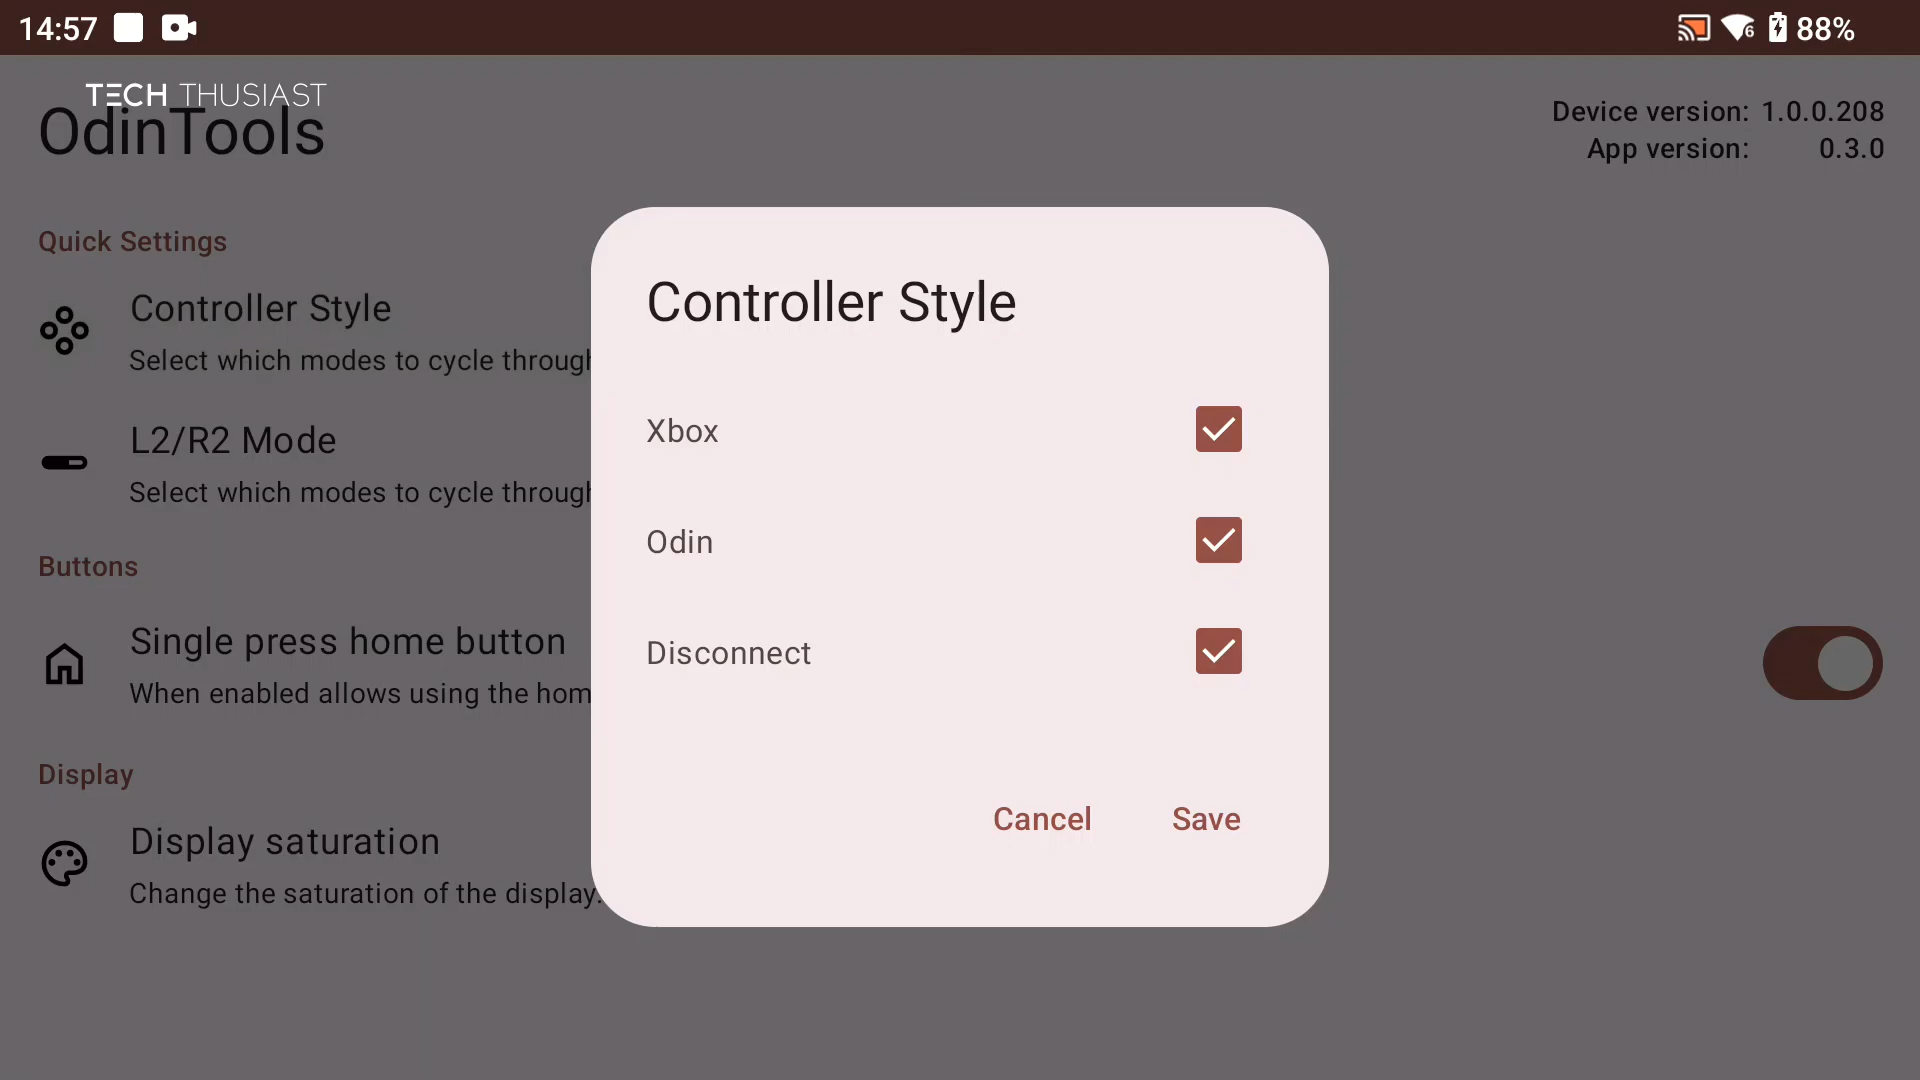 14:57
88%
TECH THUSIAST
OdinTools
Device version: 1.0.0.208
App version: 0.3.0
Quick Settings
Controller Style
Select which modes to cycle through
L2/R2 Mode
Select which modes to cycle through
Buttons
Single press home button
When enabled allows using the hom
Display
Display saturation
Change the saturation of the display.
Controller Style
Xbox
Odin
Disconnect
Cancel
Save